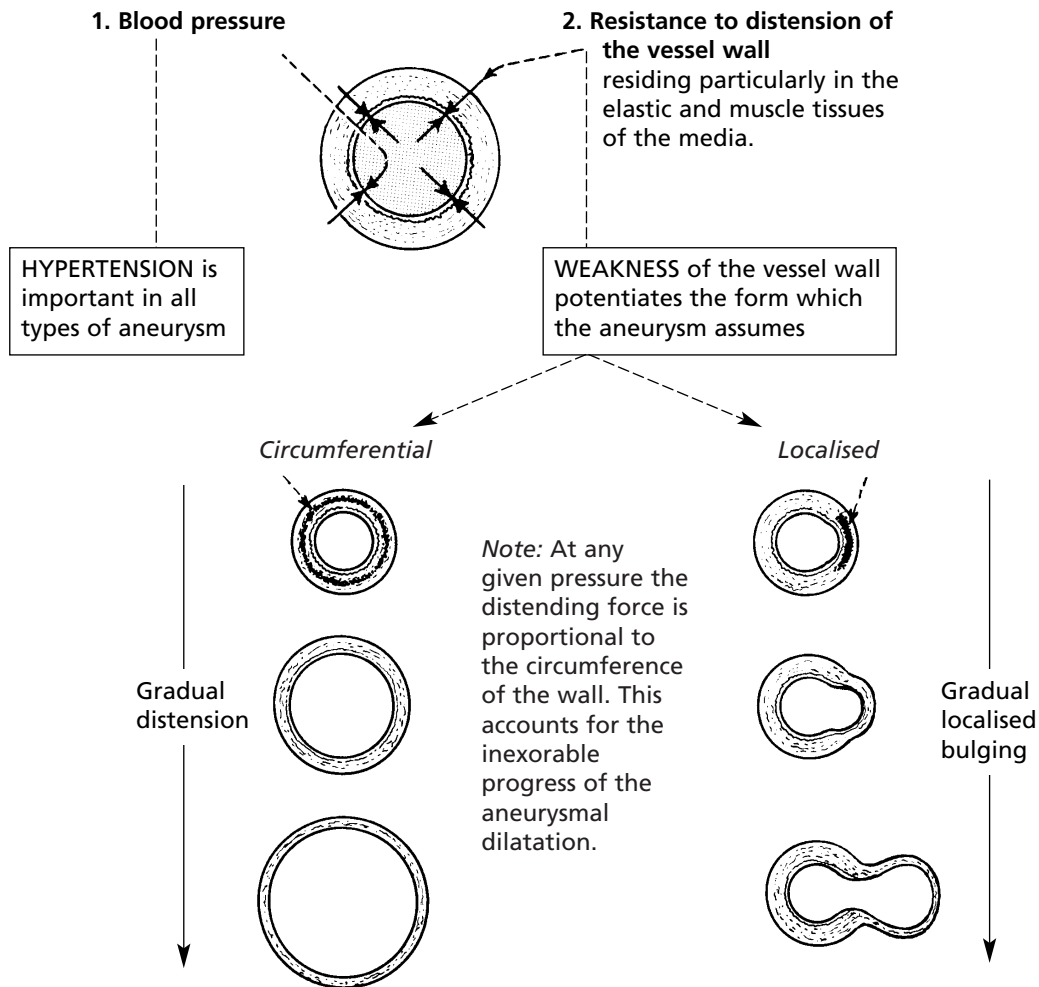 1. Blood pressure
2. Resistance to distension of
the vessel wall
residing particularly in the
elastic and muscle tissues
of the media.
HYPERTENSION is
important in all
types of aneurysm
WEAKNESS of the vessel wall
potentiates the form which
the aneurysm assumes
Circumferential
Localised
Gradual
distension
Note: At any
given pressure the
distending force is
proportional to
the circumference
of the wall. This
accounts for the
inexorable
progress of the
aneurysmal
dilatation.
Gradual
localised
bulging